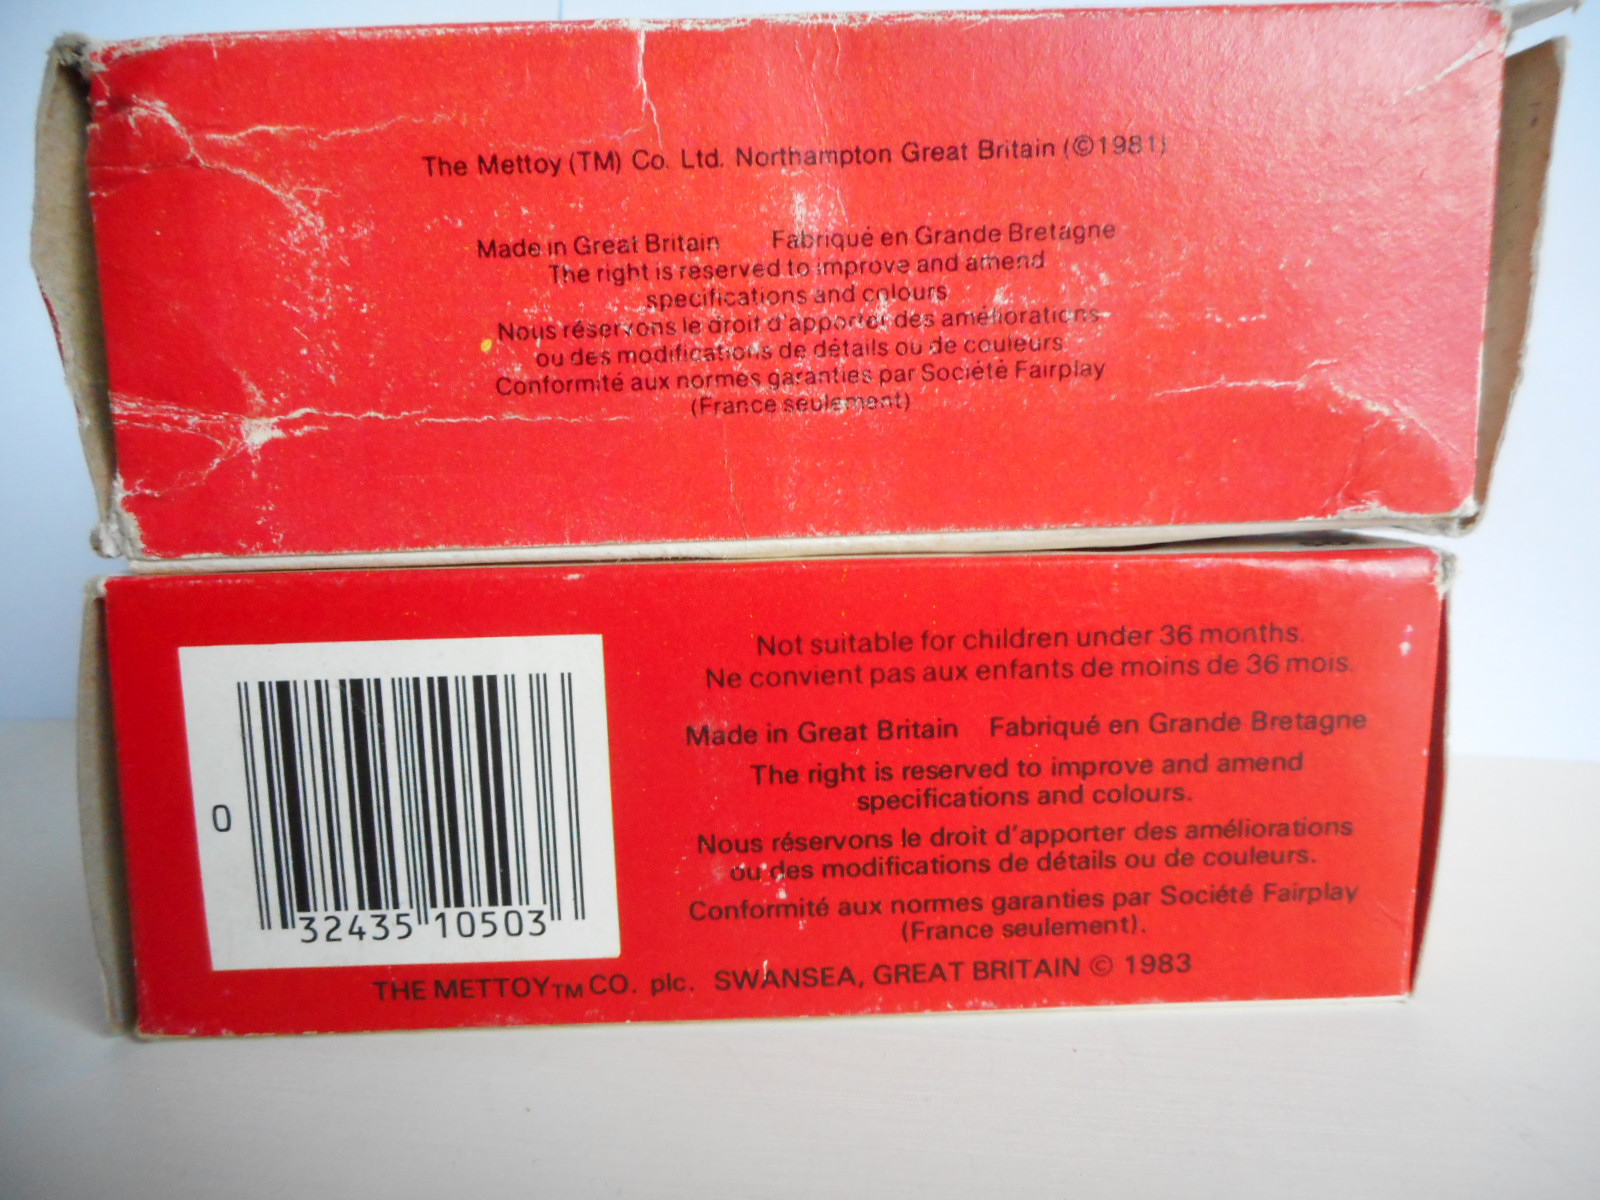 The Mettoy (TM) Co. Ltd. Northampton Great Britain (©1981)
Made in Great Britain Fabriqué en Grande Bretagne
The right is reserved to improve and amend
specifications and colours
Nous réservons le droit d'apporter des améliorations
ou des modifications de détails ou de couleurs
Conformité aux normes garanties par Société Fairplay
(France seulement)
Not suitable for children under 36 months.
Ne convient pas aux enfants de moins de 36 mois.
Made in Great Britain Fabriqué en Grande Bretagne
The right is reserved to improve and amend
specifications and colours.
Nous réservons le droit d'apporter des améliorations
ou des modifications de détails ou de couleurs.
Conformité aux normes garanties par Société Fairplay
(France seulement).
0 32435 10503
THE METTOY TM CO. plc. SWANSEA, GREAT BRITAIN © 1983